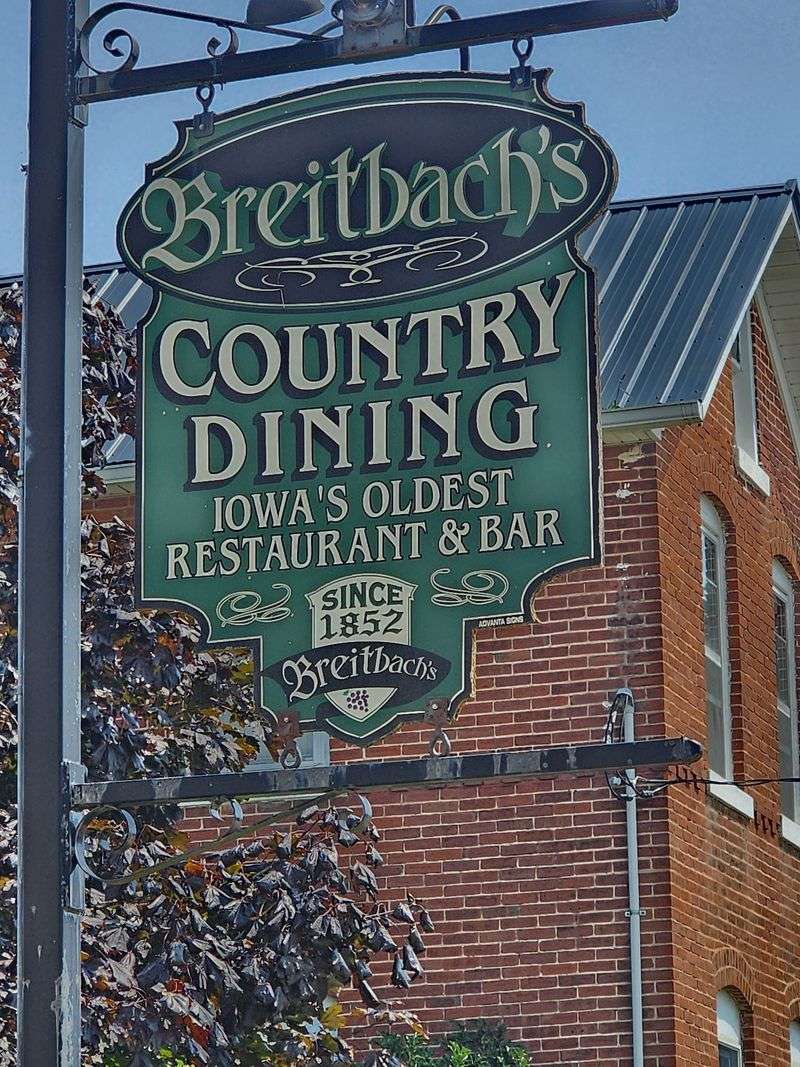 Breitbach's
COUNTRY
DINING
IOWA'S OLDEST
RESTAURANT & BAR
SINCE
1852
ADVANTA SIGNS
Breitbach's